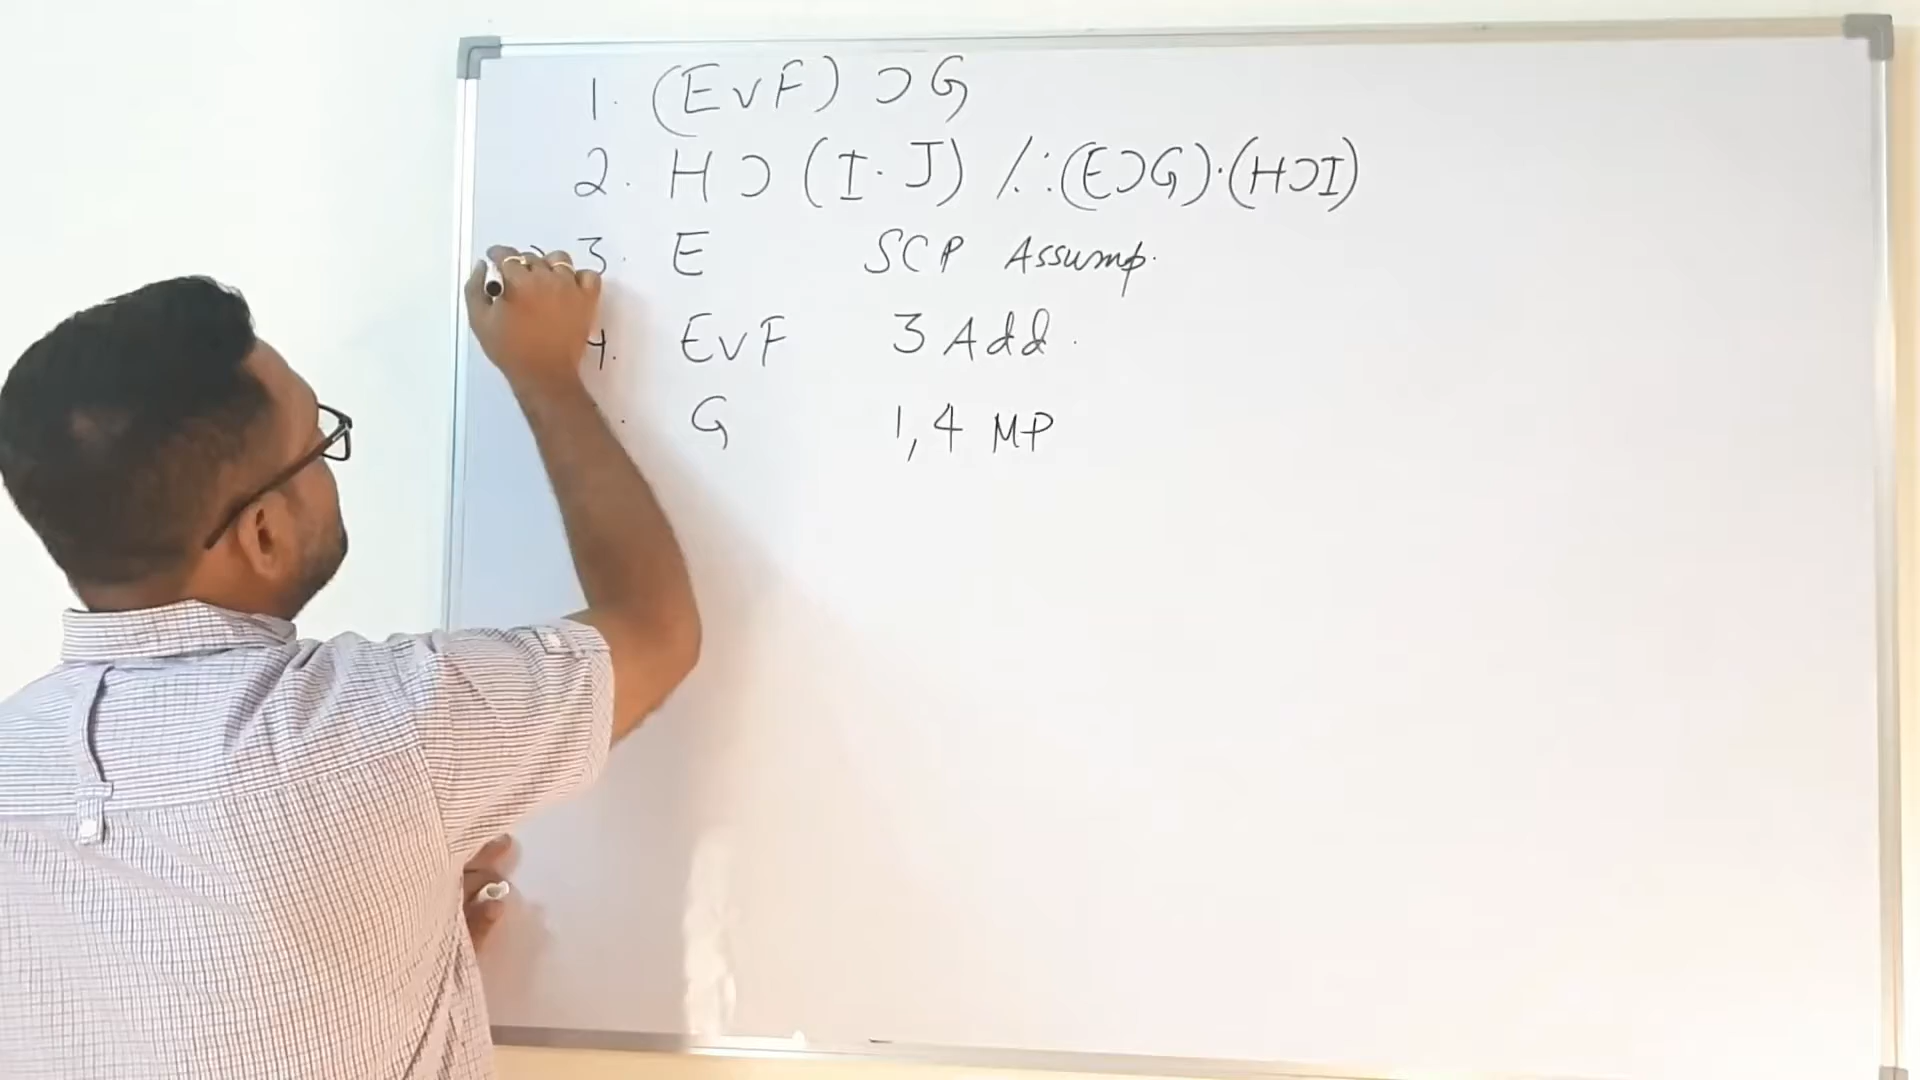 1. (E v F) ⊃ G
2. H ⊃ (I · J) /∴ (E ⊃ G) · (H ⊃ I)
3. E SCP Assump.
4. E v F 3 Add.
G 1, 4 MP